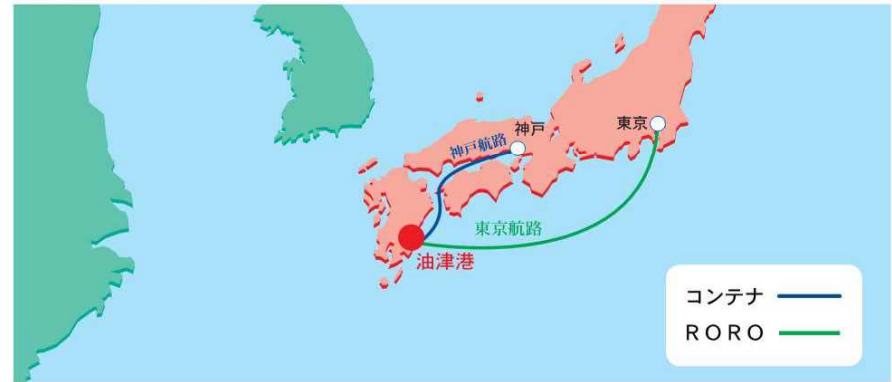 神戸
東京
神戸航路
東京航路
油津港
コンテナ
ＲＯＲＯ